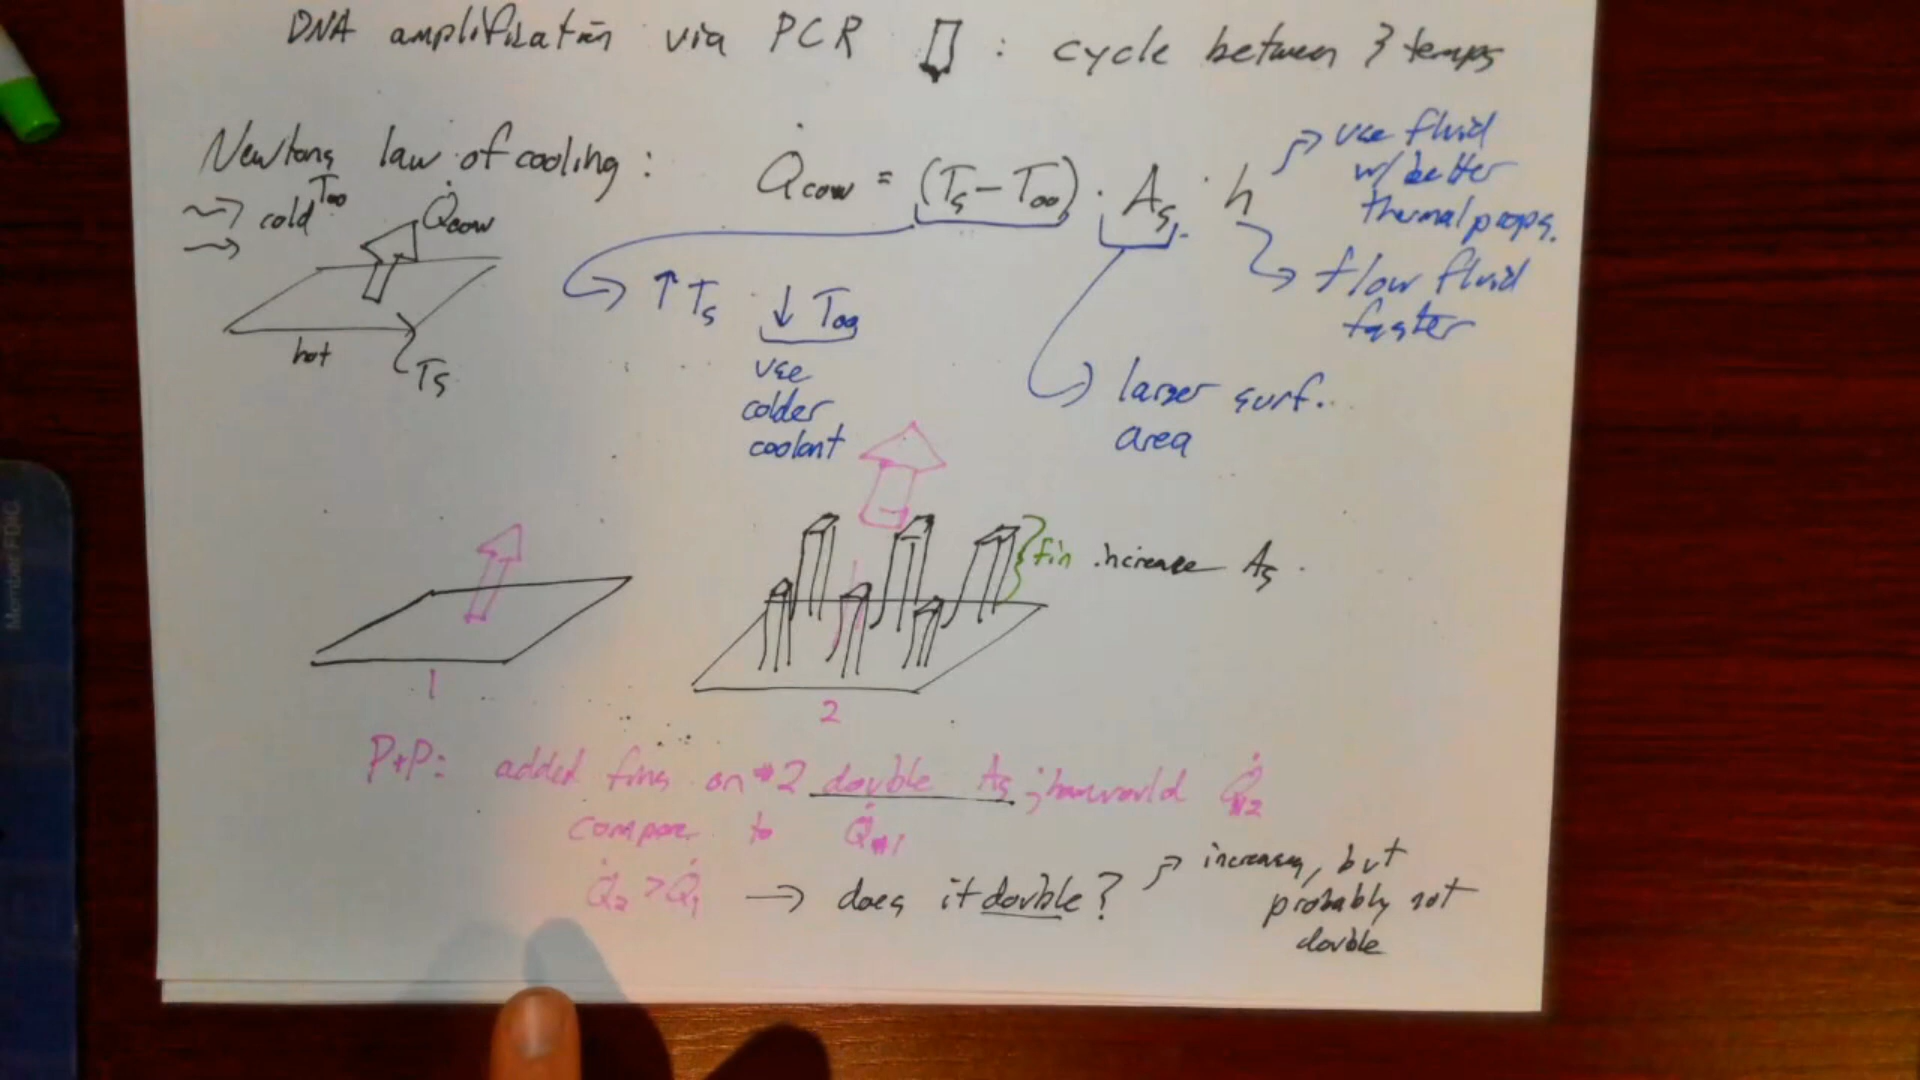 DNA amplification via PCR : cycle between 3 temps
Newtons law of cooling : Q̇conv = (Ts – T∞) · As · h
use fluid
w/ better
thermal props.
flow fluid
faster
cold T∞
Q̇conv
hot
Ts
↑ Ts ↓ T∞
use
colder
coolant
larger surf.
area
fin increase As
1
2
P+P: added fins on #2 double As ; how would Q̇#2
compare to Q̇#1
Q̇2 > Q̇1 → does it double?
increases, but
probably not
double
Member FDIC